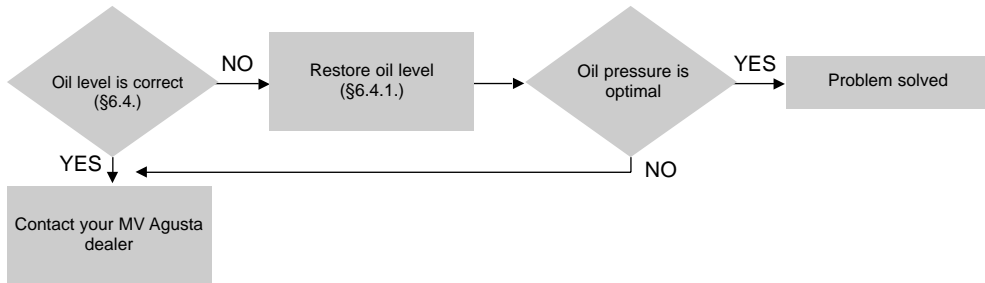 Oil level is correct
(§6.4.)
NO
Restore oil level
(§6.4.1.)
Oil pressure is
optimal
YES
Problem solved
YES
NO
Contact your MV Agusta
dealer